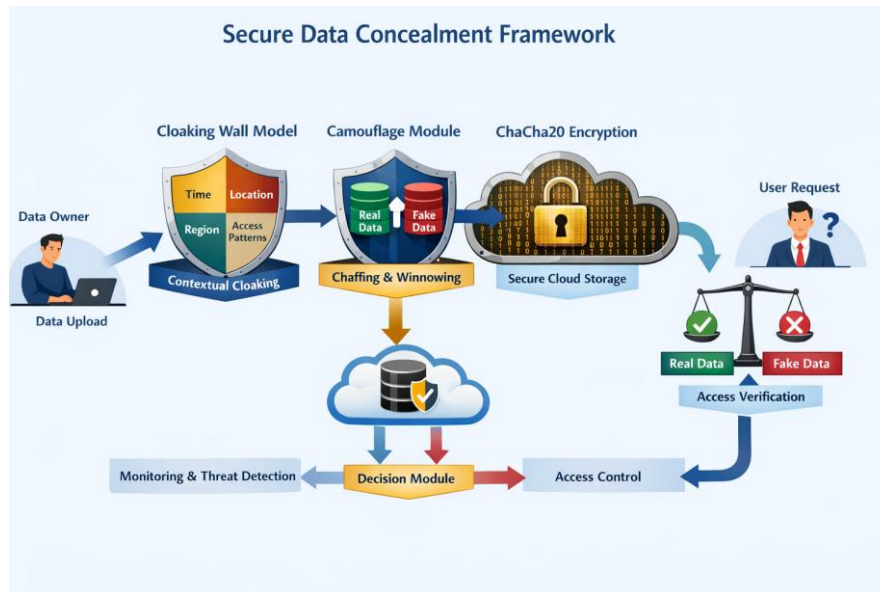 Secure Data Concealment Framework
Cloaking Wall Model
Camouflage Module
ChaCha20 Encryption
Time
Location
Region
Access
Patterns
Contextual Cloaking
Real
Data
Fake
Data
Chaffing & Winnowing
Secure Cloud Storage
User Request
?
Data Owner
Data Upload
Real Data
Fake Data
Access Verification
Monitoring & Threat Detection
Decision Module
Access Control